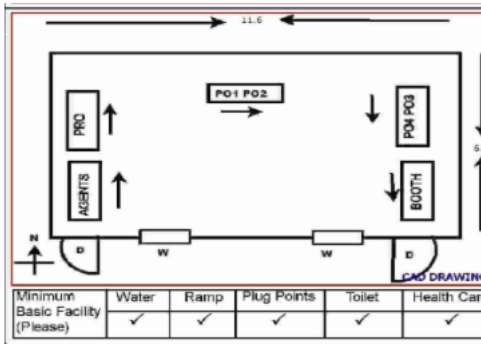 11.6
PO1 PO2
PRO
PO4 PO3
AGENTS
BOOTH
N
D
W
W
D
CAD DRAWING
Minimum Basic Facility (Please)
Water
Ramp
Plug Points
Toilet
Health Car
✓ ✓ ✓ ✓ ✓